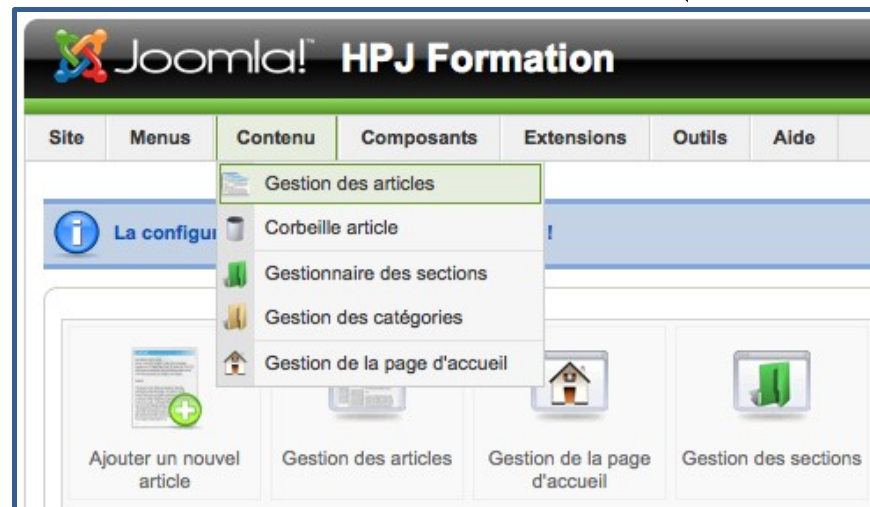 Joomla!™ HPJ Formation
Site Menus Contenu Composants Extensions Outils Aide
Gestion des articles
Corbeille article
La configu !
Gestionnaire des sections
Gestion des catégories
Gestion de la page d'accueil
Ajouter un nouvel
article
Gestion des articles
Gestion de la page
d'accueil
Gestion des sections